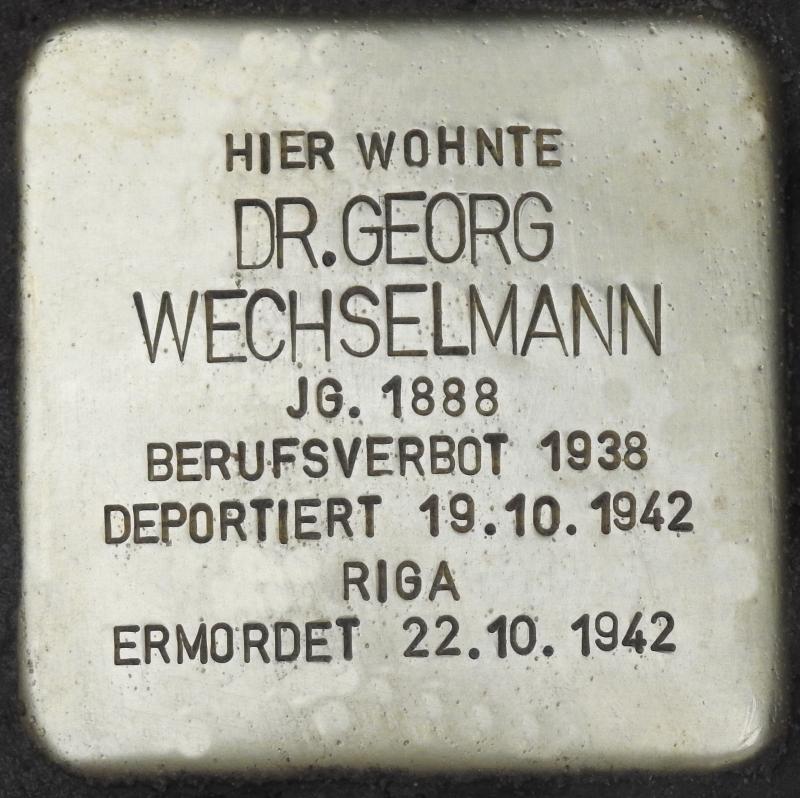 HIER WOHNTE
DR. GEORG
WECHSELMANN
JG. 1888
BERUFSVERBOT 1938
DEPORTIERT 19.10.1942
RIGA
ERMORDET 22.10.1942